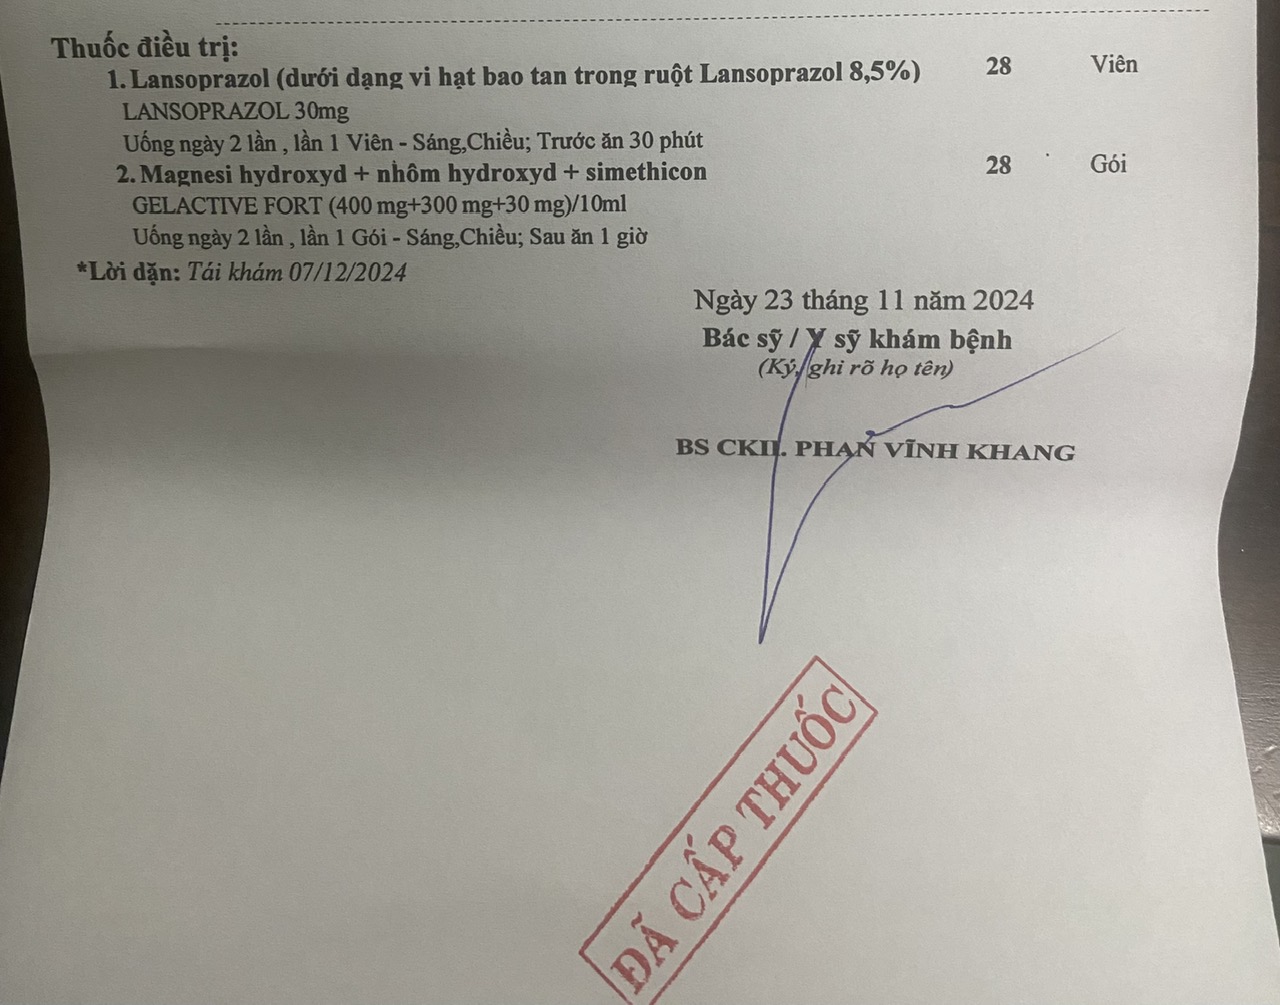 Thuốc điều trị:
1. Lansoprazol (dưới dạng vi hạt bao tan trong ruột Lansoprazol 8,5%) 28 Viên
LANSOPRAZOL 30mg
Uống ngày 2 lần , lần 1 Viên - Sáng,Chiều; Trước ăn 30 phút
2. Magnesi hydroxyd + nhôm hydroxyd + simethicon 28 Gói
GELACTIVE FORT (400 mg+300 mg+30 mg)/10ml
Uống ngày 2 lần , lần 1 Gói - Sáng,Chiều; Sau ăn 1 giờ
*Lời dặn: Tái khám 07/12/2024
Ngày 23 tháng 11 năm 2024
Bác sỹ / Y sỹ khám bệnh
(Ký, ghi rõ họ tên)
BS CKII. PHAN VĨNH KHANG
ĐÃ CẤP THUỐC